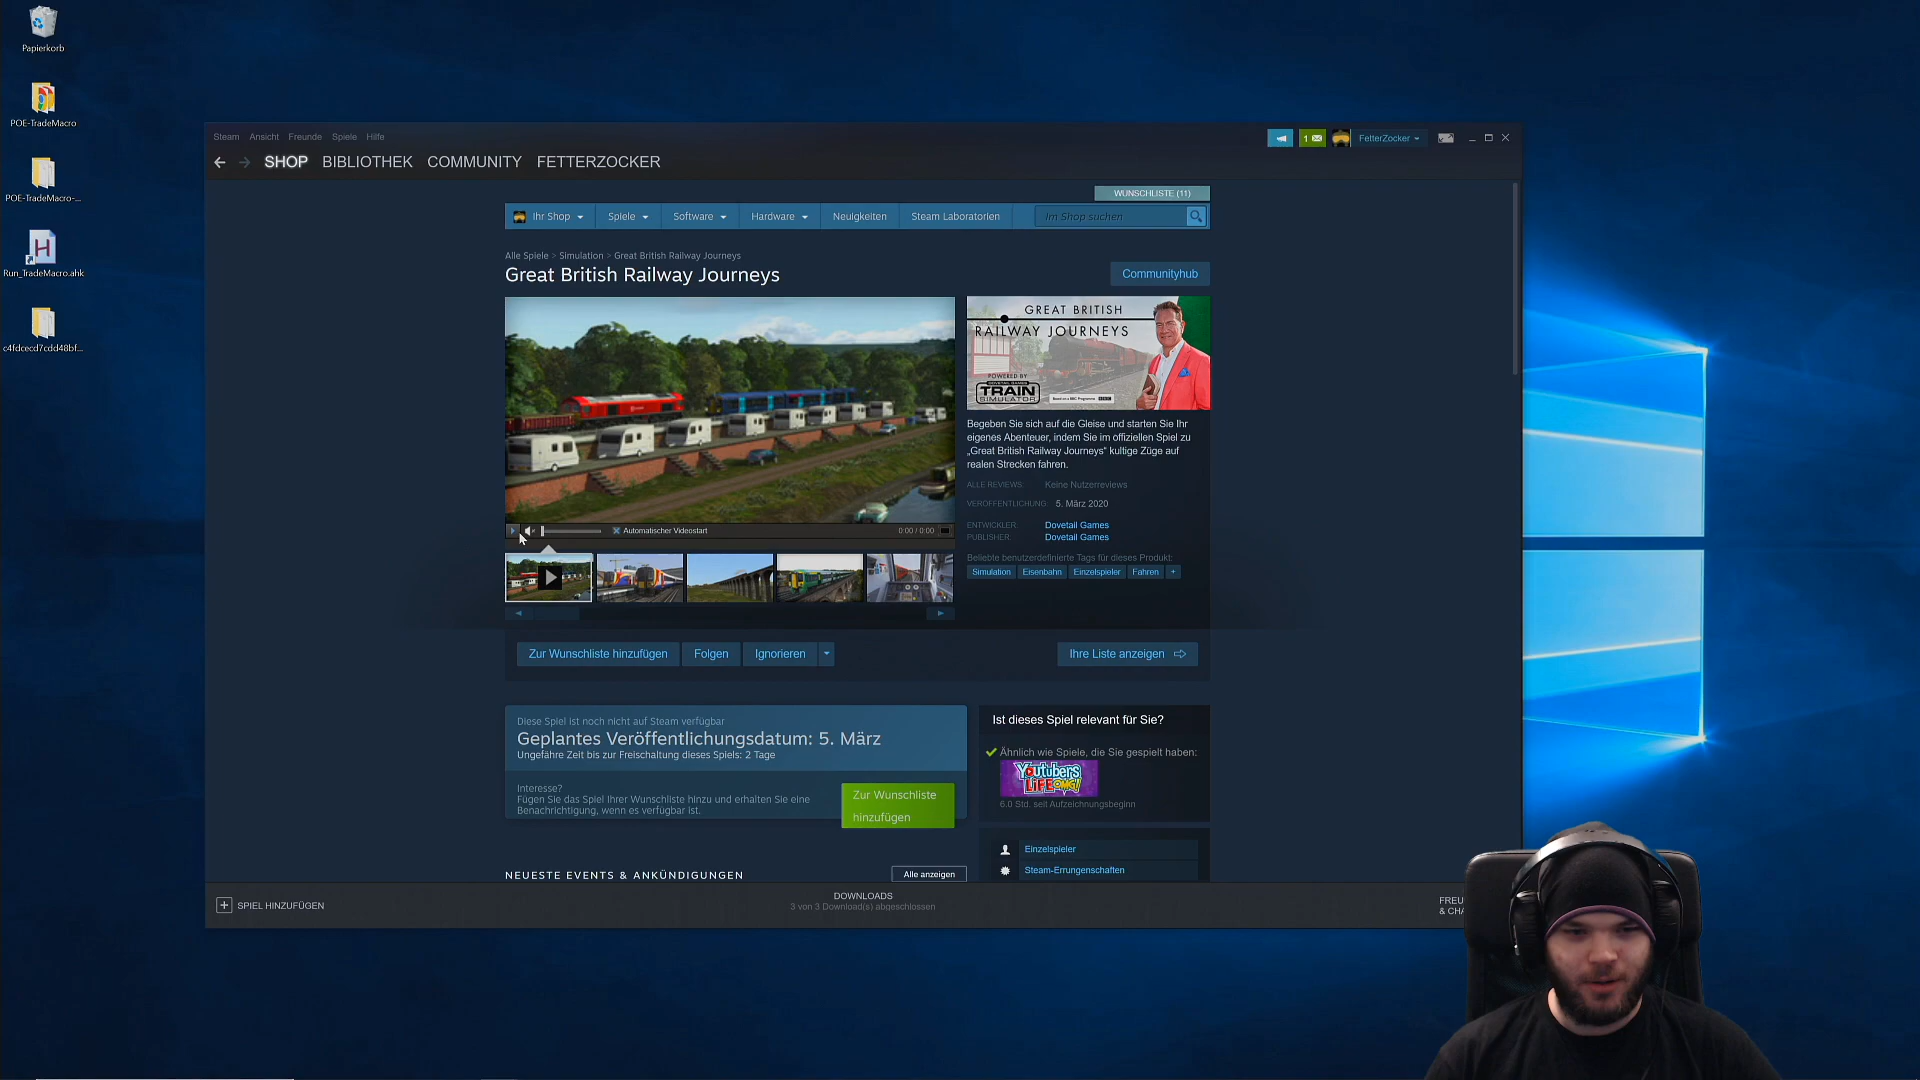 Papierkorb
POE-TradeMacro
POE-TradeMacro-...
Run_TradeMacro.ahk
c4fdcecd7cdd48bf...
Steam Ansicht Freunde Spiele Hilfe
1
FetterZocker
SHOP BIBLIOTHEK COMMUNITY FETTERZOCKER
WUNSCHLISTE (11)
Ihr Shop Spiele Software Hardware Neuigkeiten Steam Laboratorien Im Shop suchen
Alle Spiele > Simulation > Great British Railway Journeys
Great British Railway Journeys
Communityhub
GREAT BRITISH
RAILWAY JOURNEYS
POWERED BY
DOVETAIL GAMES
TRAIN
SIMULATOR
Begeben Sie sich auf die Gleise und starten Sie Ihr
eigenes Abenteuer, indem Sie im offiziellen Spiel zu
„Great British Railway Journeys“ kultige Züge auf
realen Strecken fahren.
ALLE REVIEWS: Keine Nutzerreviews
VERÖFFENTLICHUNG: 5. März 2020
ENTWICKLER: Dovetail Games
PUBLISHER: Dovetail Games
Beliebte benutzerdefinierte Tags für dieses Produkt:
Simulation Eisenbahn Einzelspieler Fahren +
Automatischer Videostart 0:00 / 0:00
Zur Wunschliste hinzufügen Folgen Ignorieren Ihre Liste anzeigen
Diese Spiel ist noch nicht auf Steam verfügbar
Geplantes Veröffentlichungsdatum: 5. März
Ungefähre Zeit bis zur Freischaltung dieses Spiels: 2 Tage
Interesse?
Fügen Sie das Spiel Ihrer Wunschliste hinzu und erhalten Sie eine
Benachrichtigung, wenn es verfügbar ist.
Zur Wunschliste
hinzufügen
Ist dieses Spiel relevant für Sie?
Ähnlich wie Spiele, die Sie gespielt haben:
Youtubers
LIFE OMG!
6.0 Std. seit Aufzeichnungsbeginn
Einzelspieler
Steam-Errungenschaften
NEUESTE EVENTS & ANKÜNDIGUNGEN
Alle anzeigen
+ SPIEL HINZUFÜGEN
DOWNLOADS
3 von 3 Download(s) abgeschlossen
FREU
& CHA